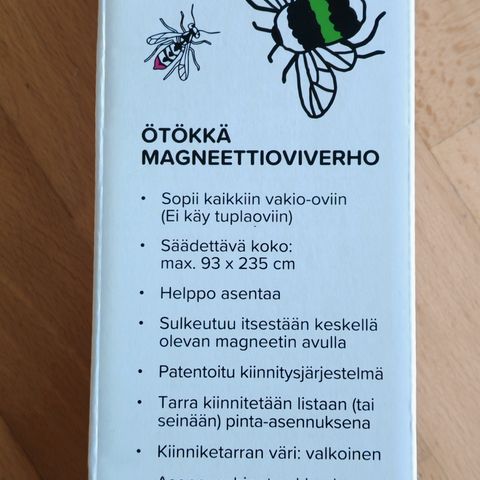 ÖTÖKKÄ
MAGNEETTIOVIVERHO
• Sopii kaikkiin vakio-oviin
(Ei käy tuplaoviin)
• Säädettävä koko:
max. 93 x 235 cm
• Helppo asentaa
• Sulkeutuu itsestään keskellä
olevan magneetin avulla
• Patentoitu kiinnitysjärjestelmä
• Tarra kiinnitetään listaan (tai
seinään) pinta-asennuksena
• Kiinniketarran väri: valkoinen